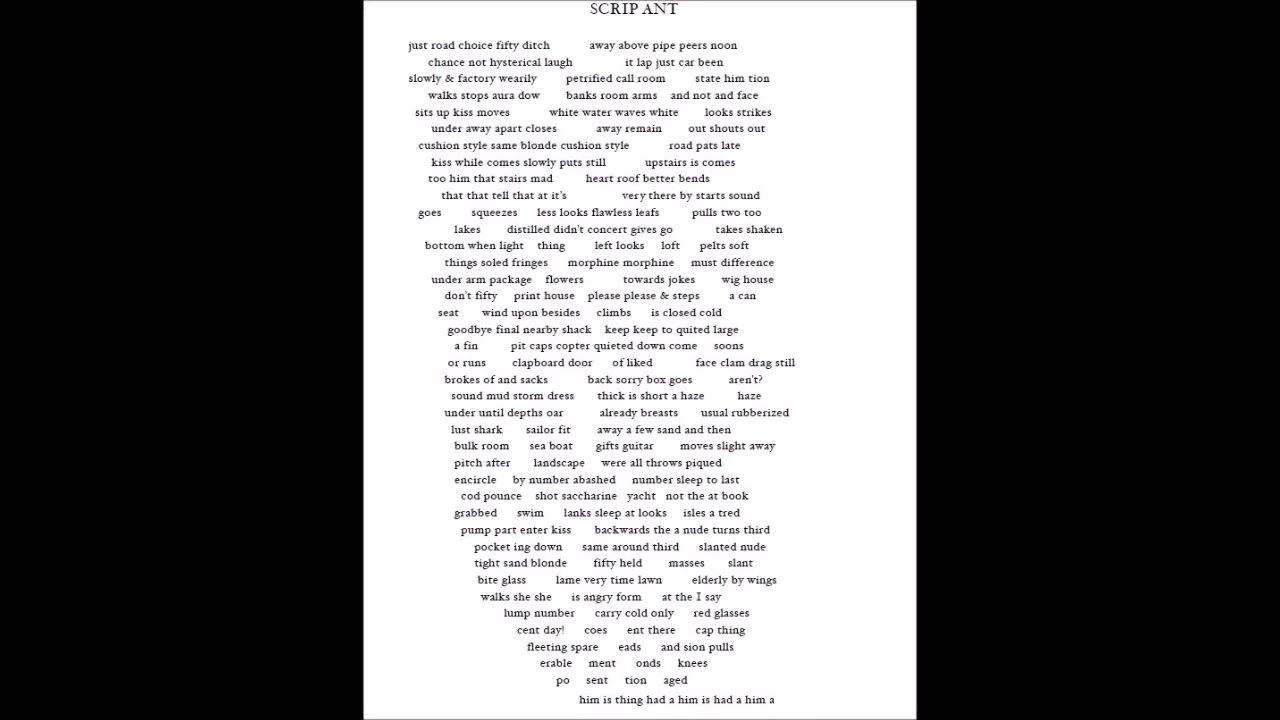 SCRIP ANT
just road choice fifty ditch away above pipe peers noon
chance not hysterical laugh it lap just car been
slowly & factory wearily petrified call room state him tion
walks stops aura dow banks room arms and not and face
sits up kiss moves white water waves white looks strikes
under away apart closes away remain out shouts out
cushion style same blonde cushion style road pats late
kiss while comes slowly puts still upstairs is comes
too him that stairs mad heart roof better bends
that that tell that at it's very there by starts sound
goes squeezes less looks flawless leafs pulls two too
lakes distilled didn't concert gives go takes shaken
bottom when light thing left looks loft pelts soft
things soled fringes morphine morphine must difference
under arm package flowers towards jokes wig house
don't fifty print house please please & steps a can
seat wind upon besides climbs is closed cold
goodbye final nearby shack keep keep to quited large
a fin pit caps copter quieted down come soons
or runs clapboard door of liked face clam drag still
brokes of and sacks back sorry box goes aren't?
sound mud storm dress thick is short a haze haze
under until depths oar already breasts usual rubberized
lust shark sailor fit away a few sand and then
bulk room sea boat gifts guitar moves slight away
pitch after landscape were all throws piqued
encircle by number abashed number sleep to last
cod pounce shot saccharine yacht not the at book
grabbed swim lanks sleep at looks isles a tred
pump part enter kiss backwards the a nude turns third
pocket ing down same around third slanted nude
tight sand blonde fifty held masses slant
bite glass lame very time lawn elderly by wings
walks she she is angry form at the I say
lump number carry cold only red glasses
cent day! coes ent there cap thing
fleeting spare eads and sion pulls
erable ment onds knees
po sent tion aged
him is thing had a him is had a him a